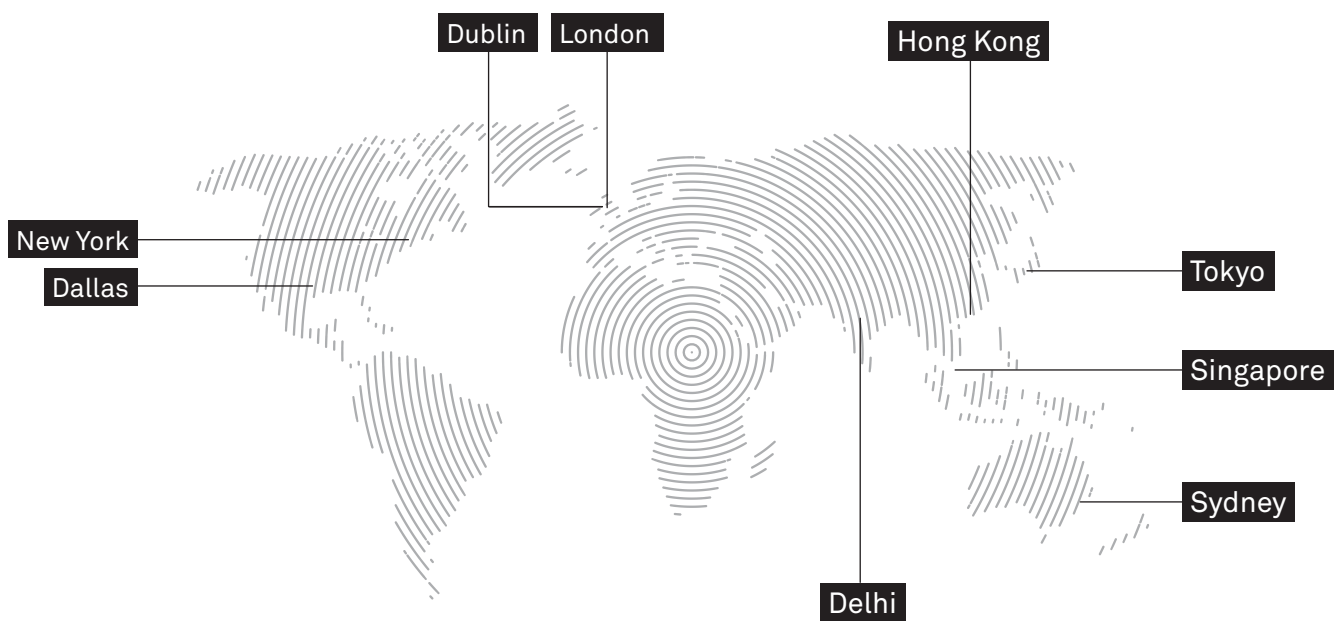 Dublin
London
Hong Kong
New York
Dallas
Tokyo
Singapore
Sydney
Delhi